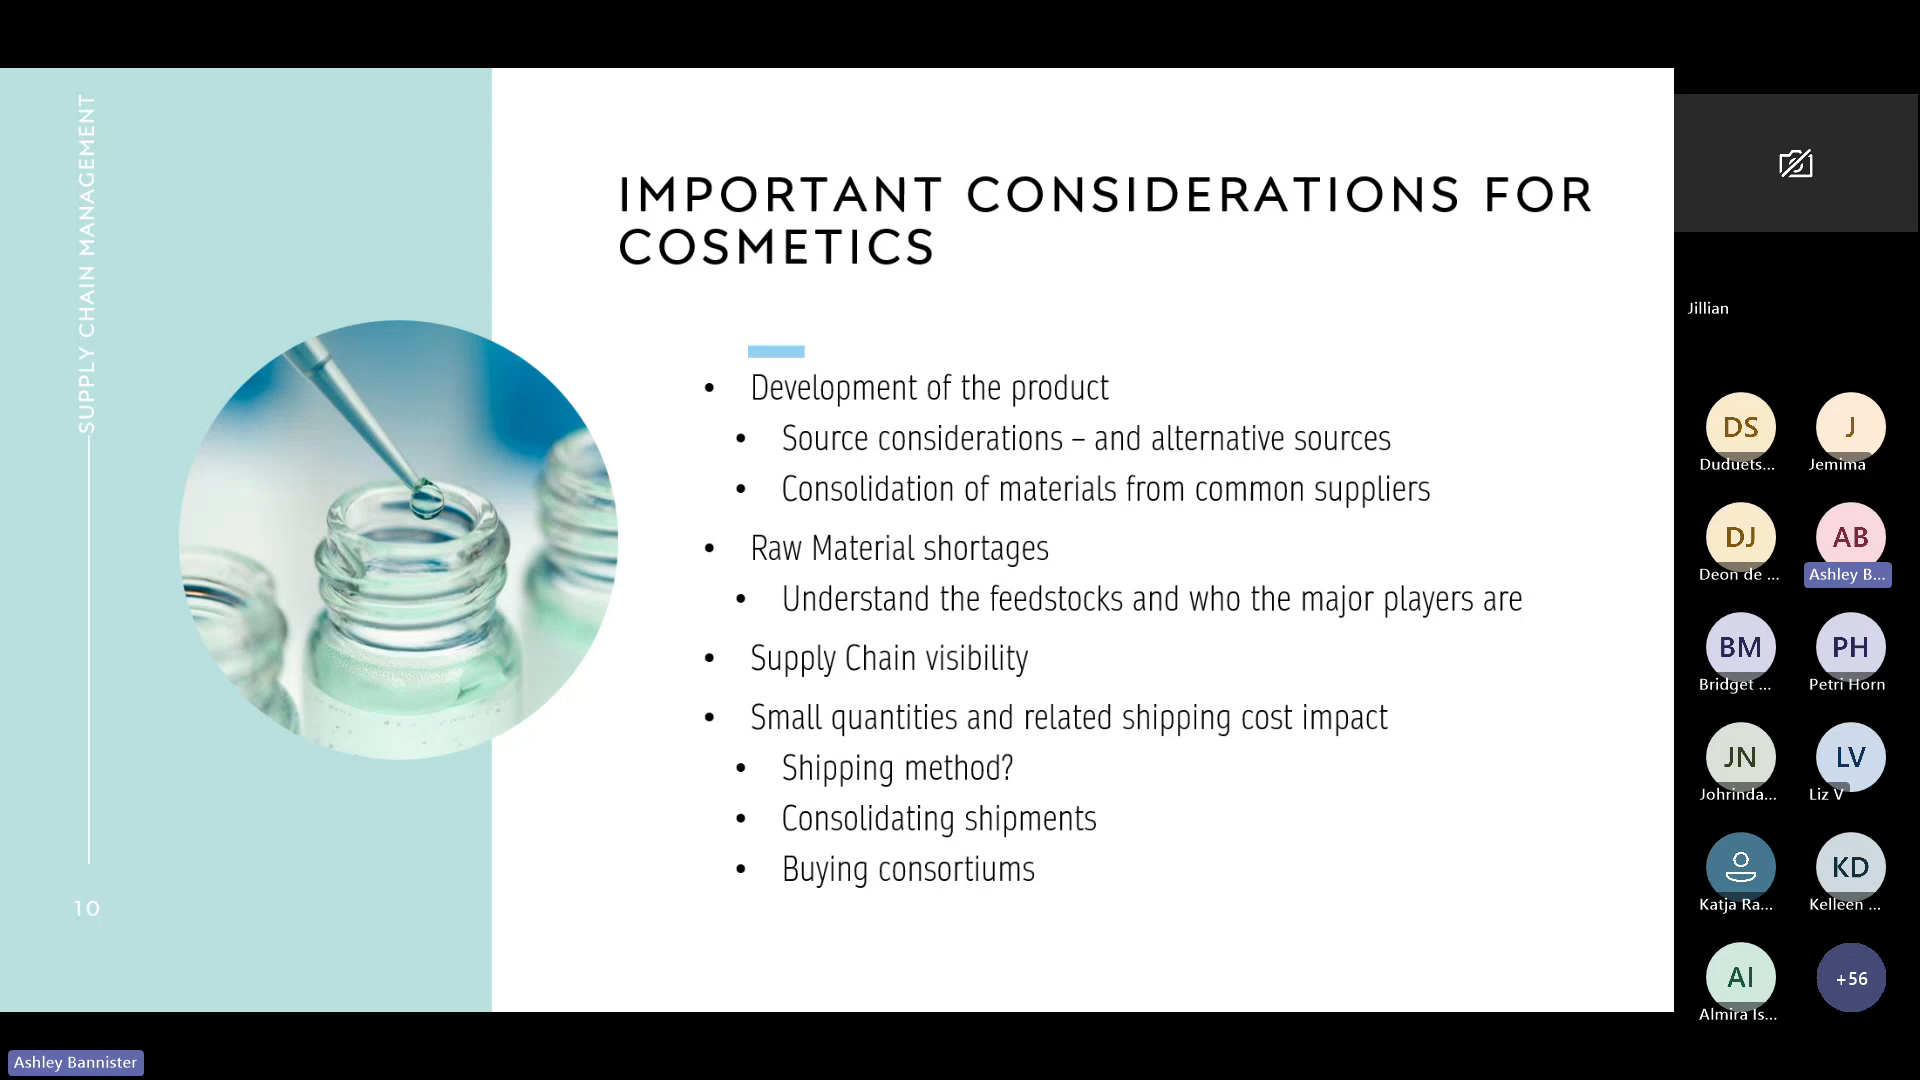 SUPPLY CHAIN MANAGEMENT
10
IMPORTANT CONSIDERATIONS FOR
COSMETICS
• Development of the product
• Source considerations – and alternative sources
• Consolidation of materials from common suppliers
• Raw Material shortages
• Understand the feedstocks and who the major players are
• Supply Chain visibility
• Small quantities and related shipping cost impact
• Shipping method?
• Consolidating shipments
• Buying consortiums
Jillian
DS
Duduets...
J
Jemima
DJ
Deon de ...
AB
Ashley B...
BM
Bridget ...
PH
Petri Horn
JN
Johrinda...
LV
Liz V
Katja Ra...
KD
Kelleen ...
AI
Almira Is...
+56
Ashley Bannister